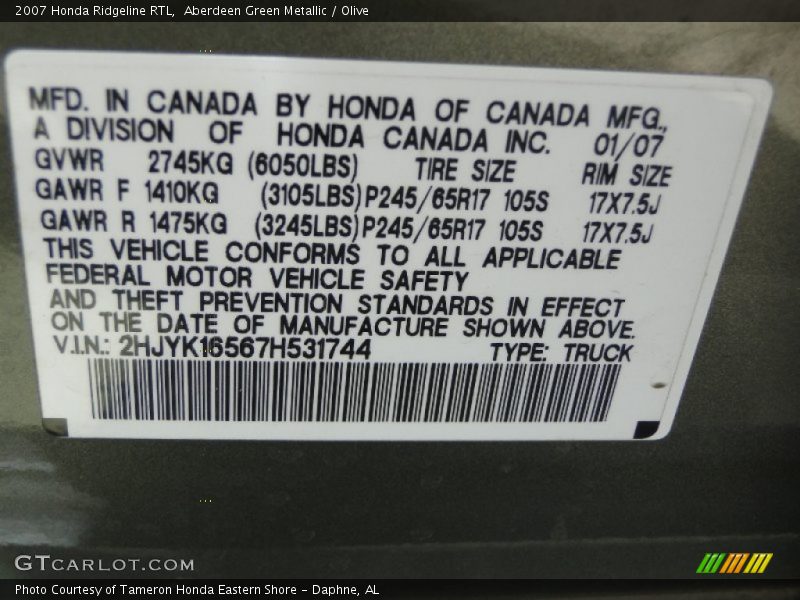 2007 Honda Ridgeline RTL,  Aberdeen Green Metallic / Olive
MFD. IN CANADA BY HONDA OF CANADA MFG.,
A DIVISION OF HONDA CANADA INC. 01/07
GVWR 2745KG (6050LBS) TIRE SIZE RIM SIZE
GAWR F 1410KG (3105LBS) P245/65R17 105S 17X7.5J
GAWR R 1475KG (3245LBS) P245/65R17 105S 17X7.5J
THIS VEHICLE CONFORMS TO ALL APPLICABLE
FEDERAL MOTOR VEHICLE SAFETY
AND THEFT PREVENTION STANDARDS IN EFFECT
ON THE DATE OF MANUFACTURE SHOWN ABOVE.
V.I.N.: 2HJYK16567H531744 TYPE: TRUCK
GTCARLOT.COM
Photo Courtesy of Tameron Honda Eastern Shore - Daphne, AL